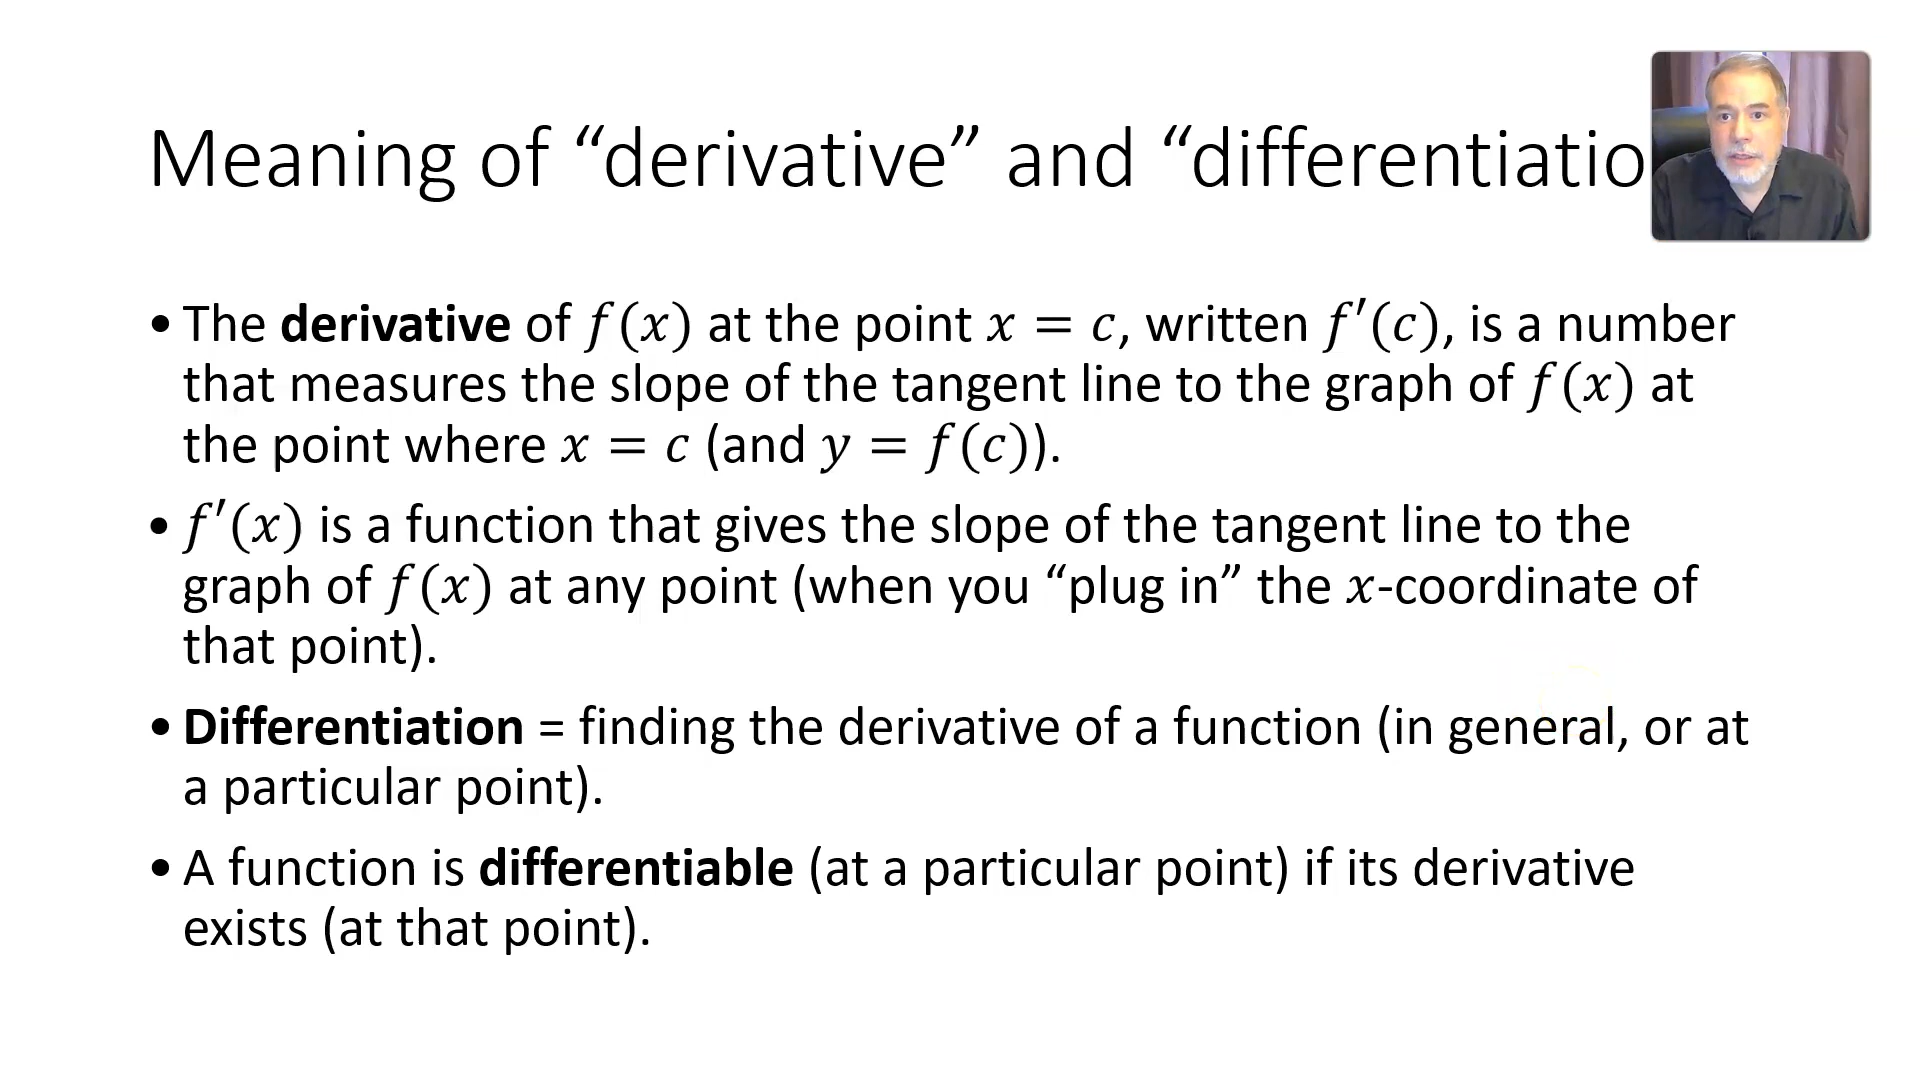 Meaning of “derivative” and “differentiatio
• The derivative of f(x) at the point x = c, written f′(c), is a number
that measures the slope of the tangent line to the graph of f(x) at
the point where x = c (and y = f(c)).
• f′(x) is a function that gives the slope of the tangent line to the
graph of f(x) at any point (when you “plug in” the x-coordinate of
that point).
• Differentiation = finding the derivative of a function (in general, or at
a particular point).
• A function is differentiable (at a particular point) if its derivative
exists (at that point).